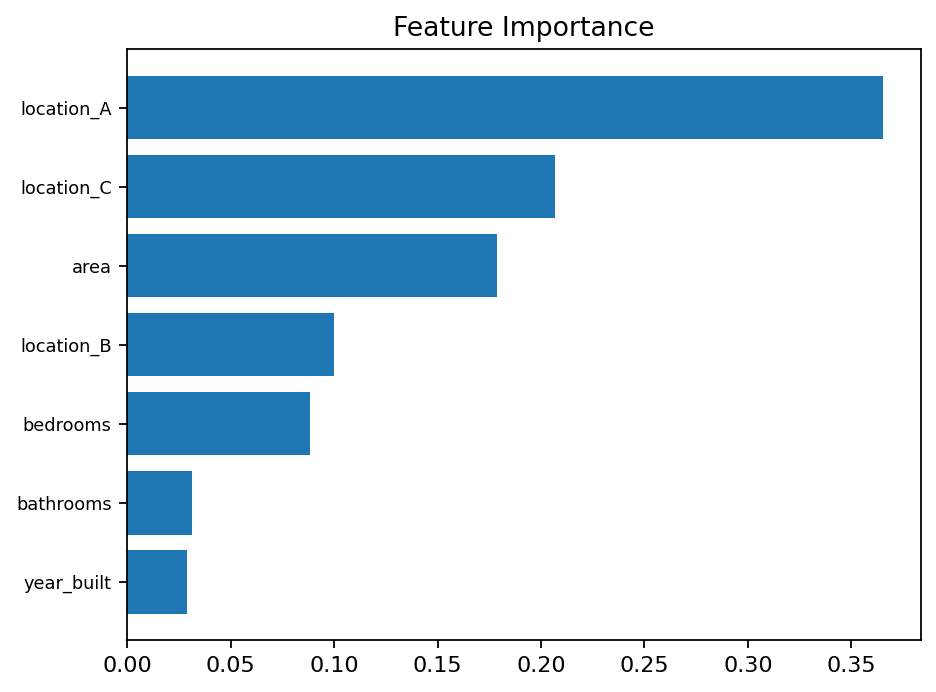 Feature Importance
location_A
location_C
area
location_B
bedrooms
bathrooms
year_built
0.00 0.05 0.10 0.15 0.20 0.25 0.30 0.35